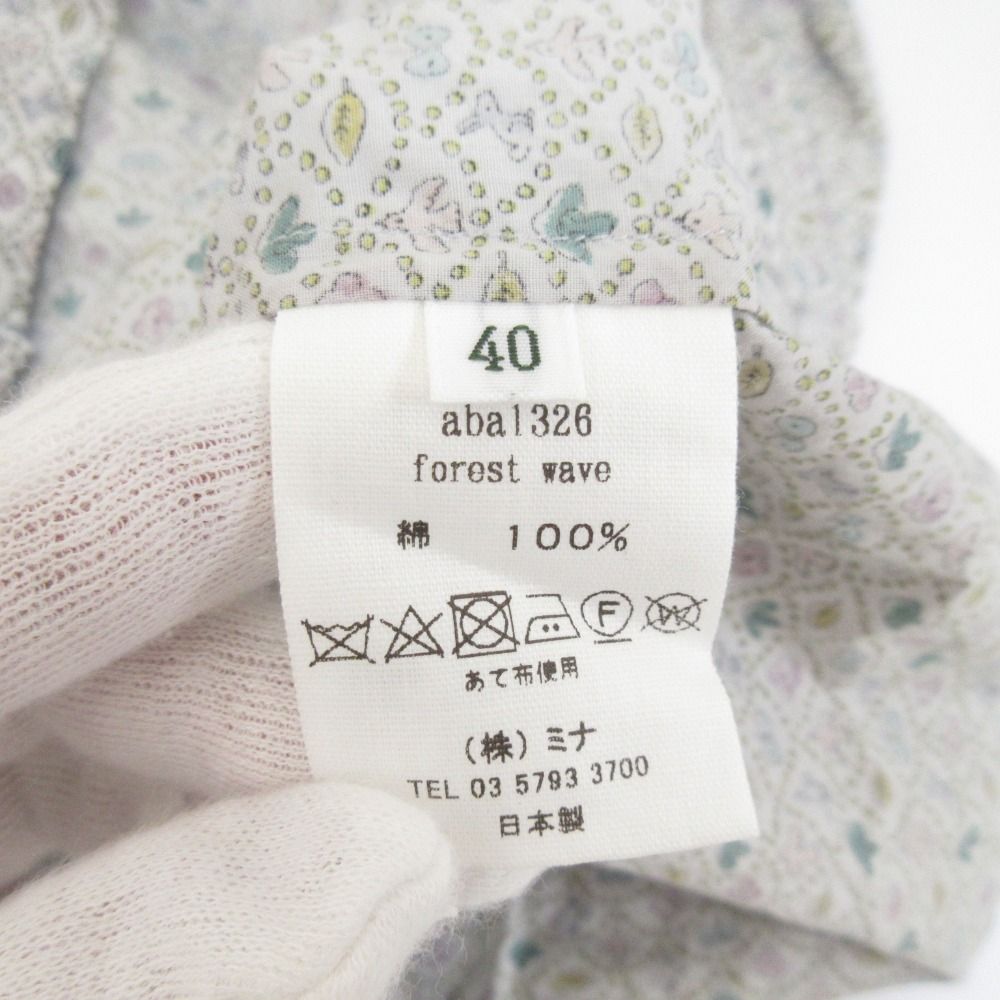 40
aba1326
forest wave
綿 100%
F W
あて布使用
(株)ミナ
TEL 03 5793 3700
日本製